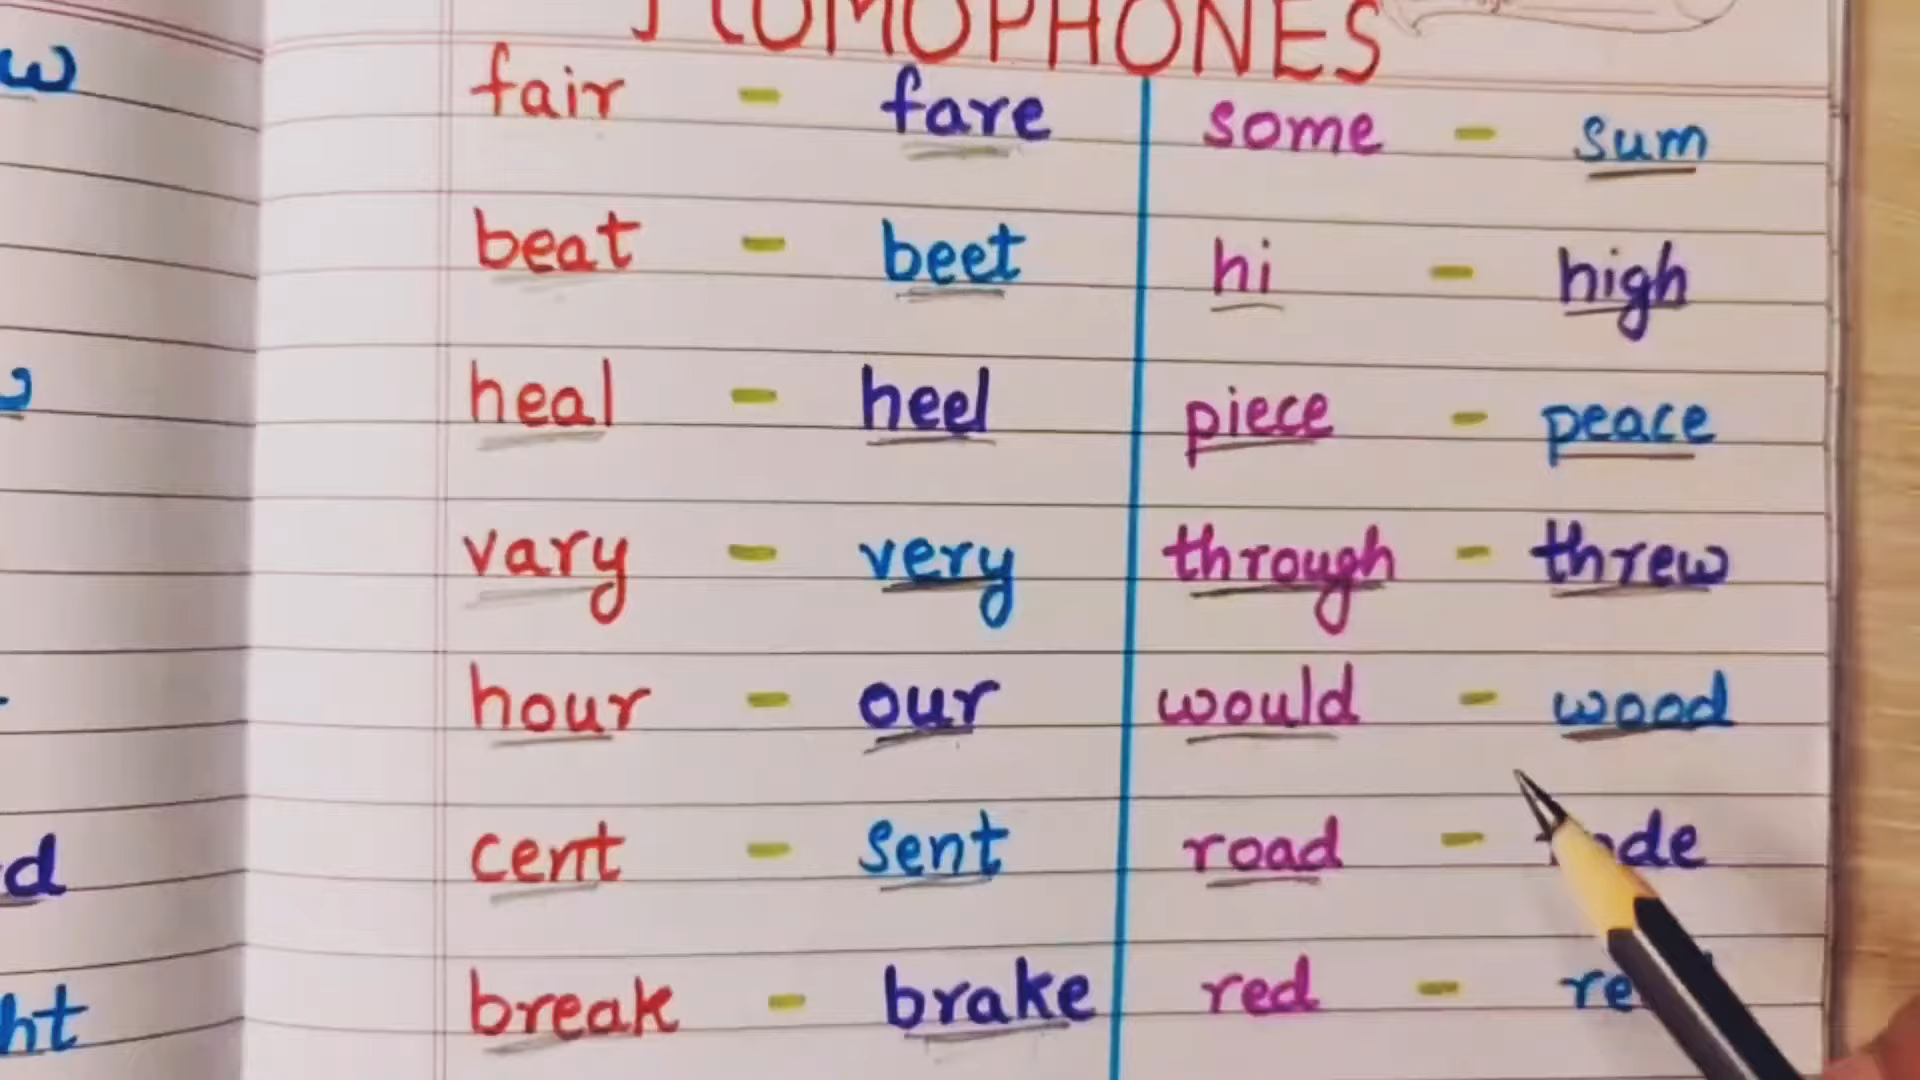 HOMOPHONES
fair - fare
beat - beet
heal - heel
vary - very
hour - our
cent - sent
break - brake
some - sum
hi - high
piece - peace
through - threw
would - wood
road -
red -